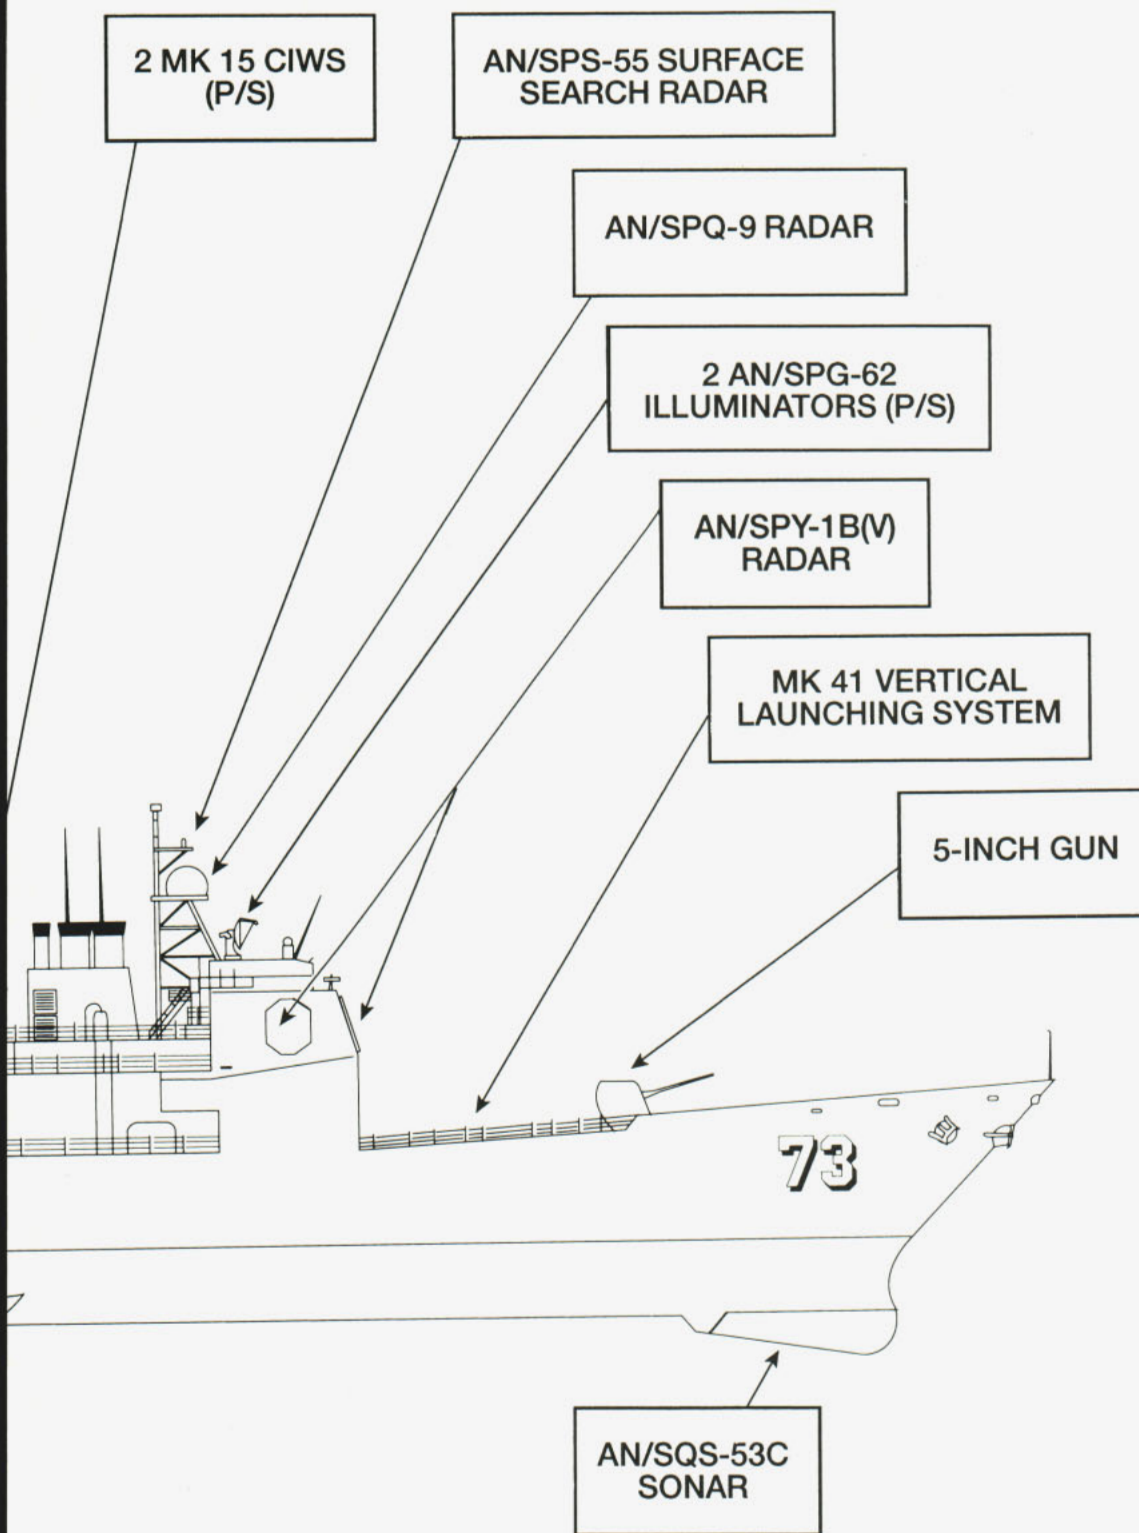 2 MK 15 CIWS
(P/S)
AN/SPS-55 SURFACE
SEARCH RADAR
AN/SPQ-9 RADAR
2 AN/SPG-62
ILLUMINATORS (P/S)
AN/SPY-1B(V)
RADAR
MK 41 VERTICAL
LAUNCHING SYSTEM
5-INCH GUN
73
AN/SQS-53C
SONAR